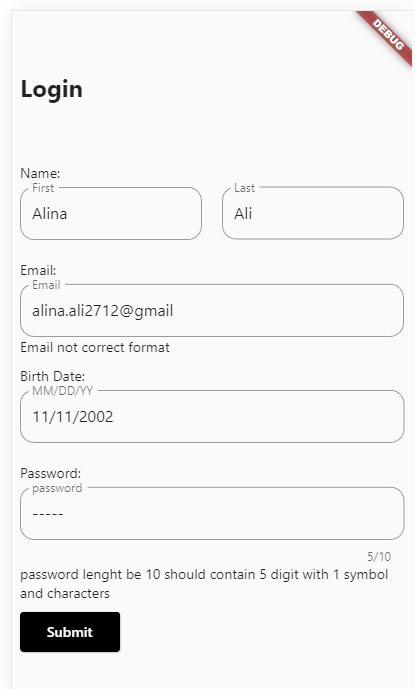 DEBUG
Login
Name:
First Last
Alina Ali
Email:
Email
alina.ali2712@gmail
Email not correct format
Birth Date:
MM/DD/YY
11/11/2002
Password:
password
-----
5/10
password lenght be 10 should contain 5 digit with 1 symbol
and characters
Submit